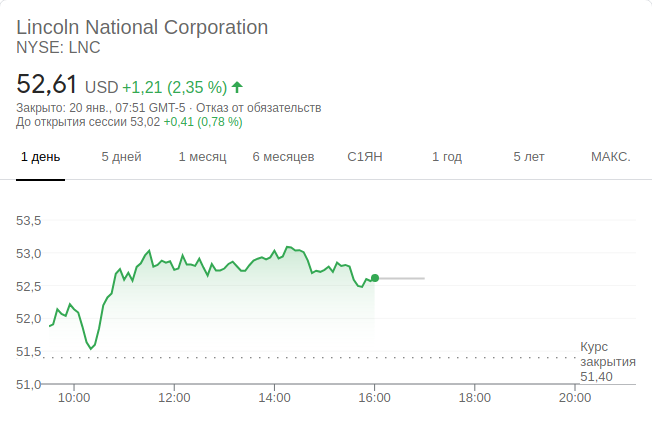 Lincoln National Corporation
NYSE: LNC
52,61 USD +1,21 (2,35 %)
Закрыто: 20 янв., 07:51 GMT-5 · Отказ от обязательств
До открытия сессии 53,02 +0,41 (0,78 %)
1 день 5 дней 1 месяц 6 месяцев С1ЯН 1 год 5 лет МАКС.
53,5
53,0
52,5
52,0
51,5
51,0
Курс
закрытия
51,40
10:00 12:00 14:00 16:00 18:00 20:00